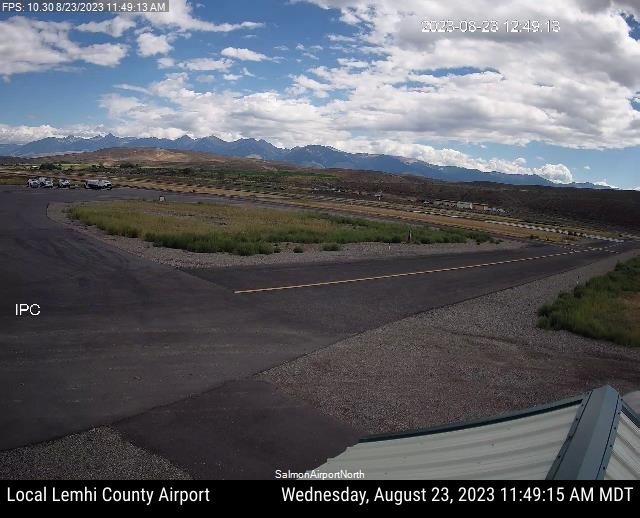 FPS: 10.30 8/23/2023 11:49:13 AM
2023-08-23 12:49:13
IPC
SalmonAirportNorth
Local Lemhi County Airport
Wednesday, August 23, 2023 11:49:15 AM MDT